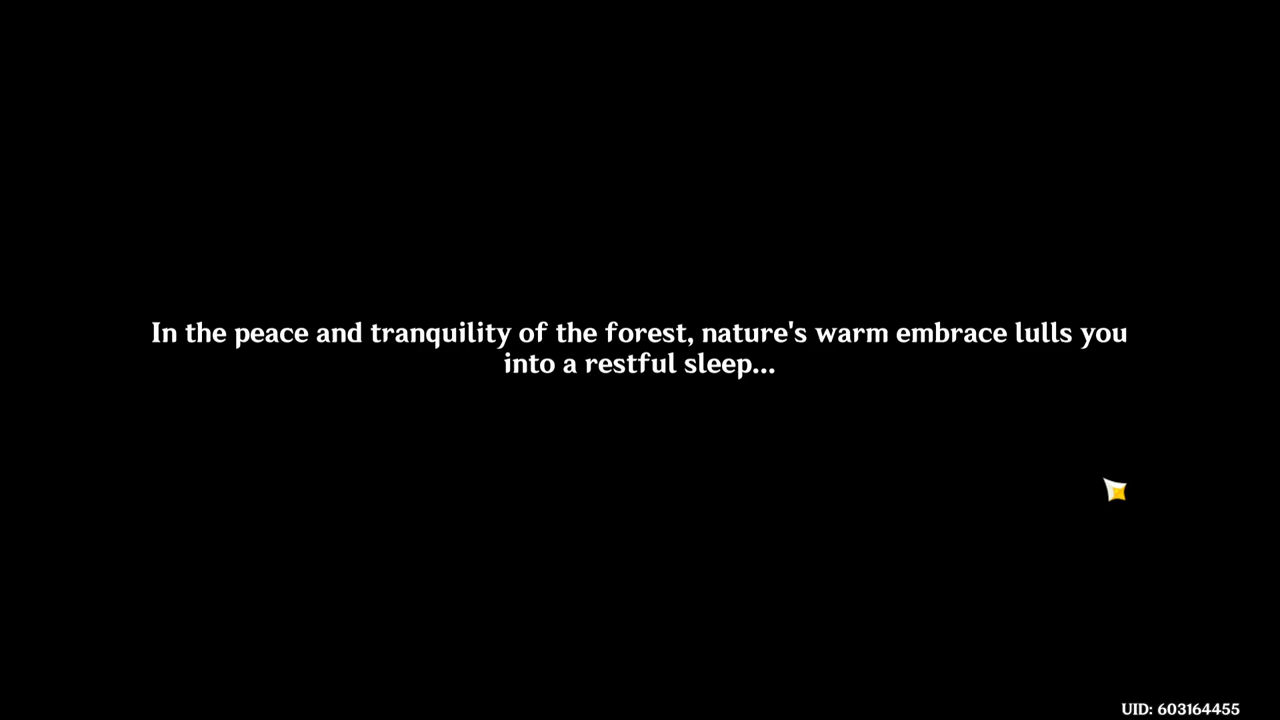 In the peace and tranquility of the forest, nature's warm embrace lulls you
into a restful sleep...
UID: 603164455